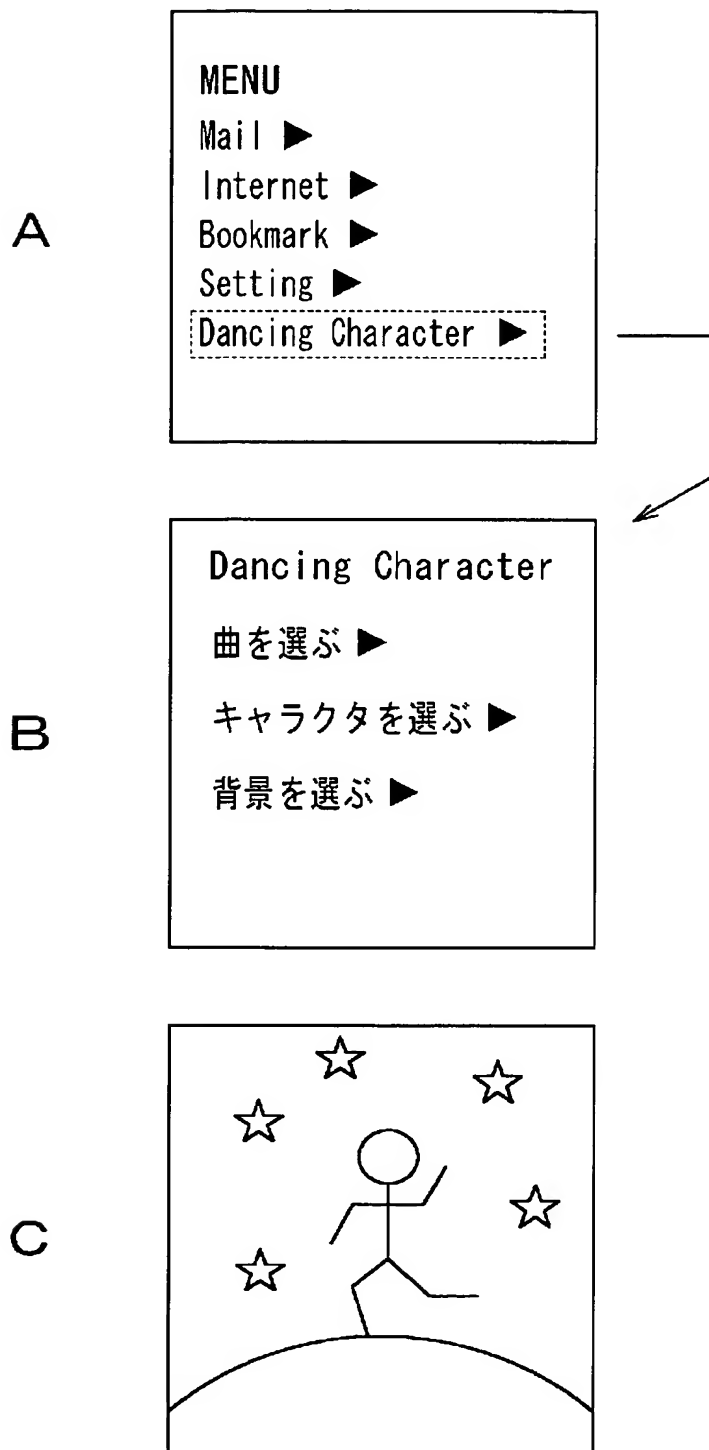 A
MENU
Mail ▶
Internet ▶
Bookmark ▶
Setting ▶
Dancing Character ▶
B
Dancing Character
曲を選ぶ ▶
キャラクタを選ぶ ▶
背景を選ぶ ▶
C